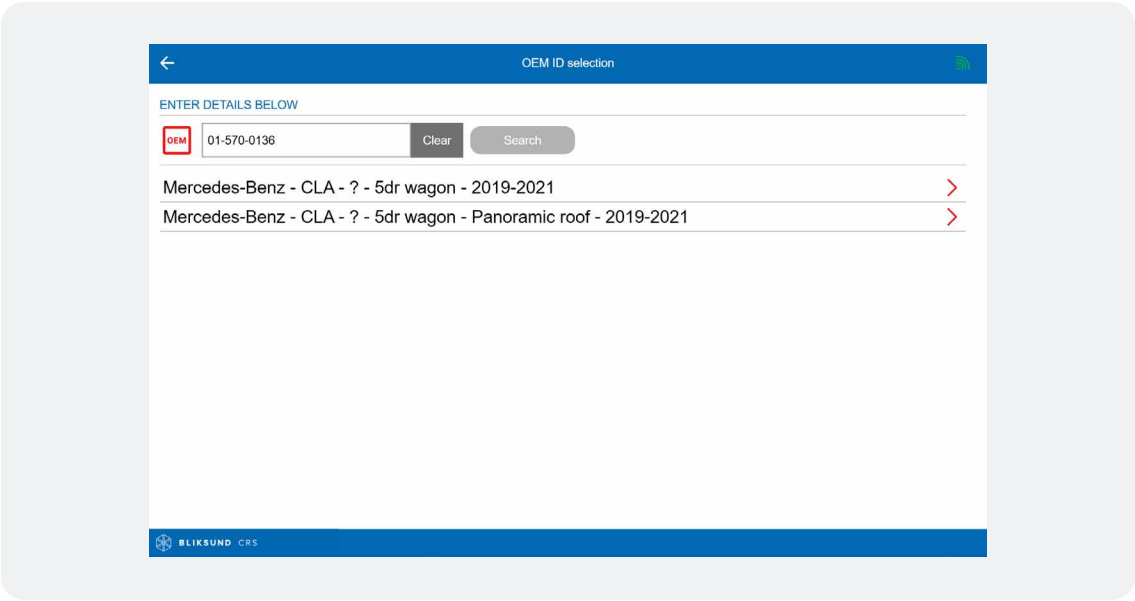 OEM ID selection
ENTER DETAILS BELOW
OEM 01-570-0136 Clear Search
Mercedes-Benz - CLA - ? - 5dr wagon - 2019-2021
Mercedes-Benz - CLA - ? - 5dr wagon - Panoramic roof - 2019-2021
BLIKSUND CRS